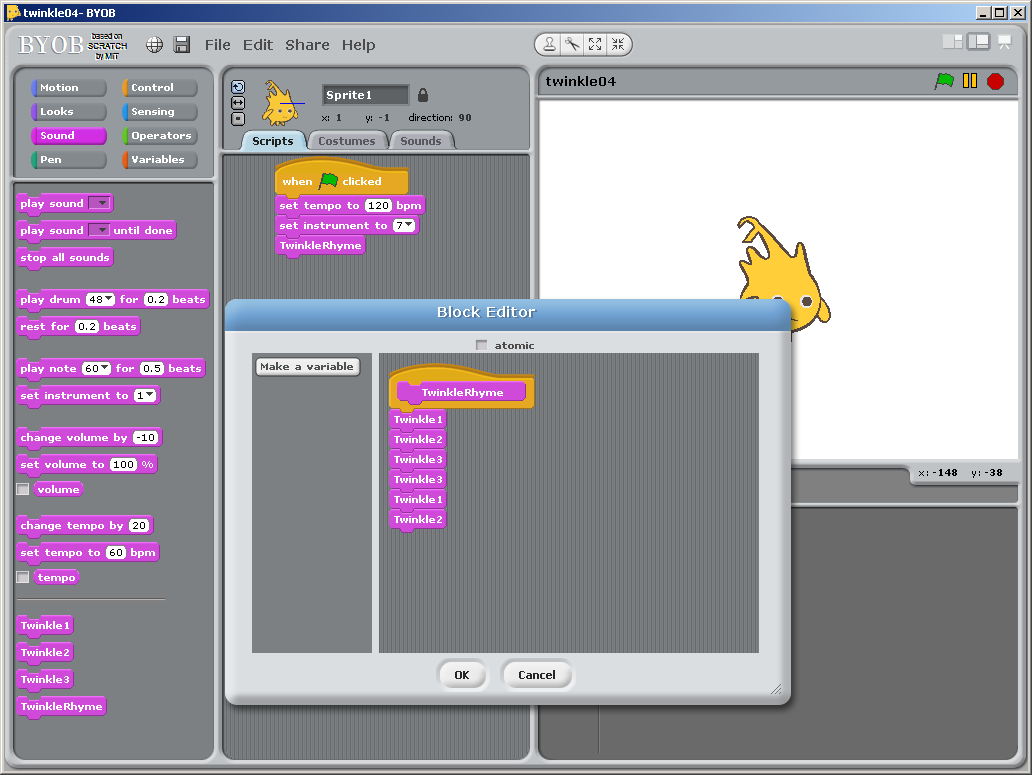 twinkle04- BYOB
BYOB based on SCRATCH by MIT File Edit Share Help
Motion Control
Looks Sensing
Sound Operators
Pen Variables
play sound
play sound until done
stop all sounds
play drum 48 for 0.2 beats
rest for 0.2 beats
play note 60 for 0.5 beats
set instrument to 1
change volume by -10
set volume to 100 %
volume
change tempo by 20
set tempo to 60 bpm
tempo
Twinkle1
Twinkle2
Twinkle3
TwinkleRhyme
Sprite1
x: 1 y: -1 direction: 90
Scripts Costumes Sounds
when clicked
set tempo to 120 bpm
set instrument to 7
TwinkleRhyme
twinkle04
x: -148 y: -38
Block Editor
atomic
Make a variable
TwinkleRhyme
Twinkle1
Twinkle2
Twinkle3
Twinkle3
Twinkle1
Twinkle2
OK Cancel